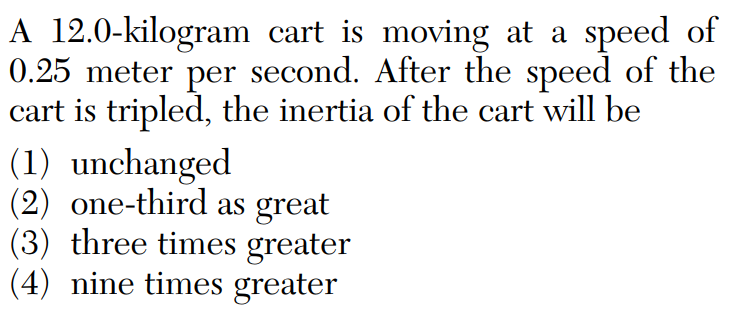 A 12.0-kilogram cart is moving at a speed of
0.25 meter per second. After the speed of the
cart is tripled, the inertia of the cart will be
(1) unchanged
(2) one-third as great
(3) three times greater
(4) nine times greater